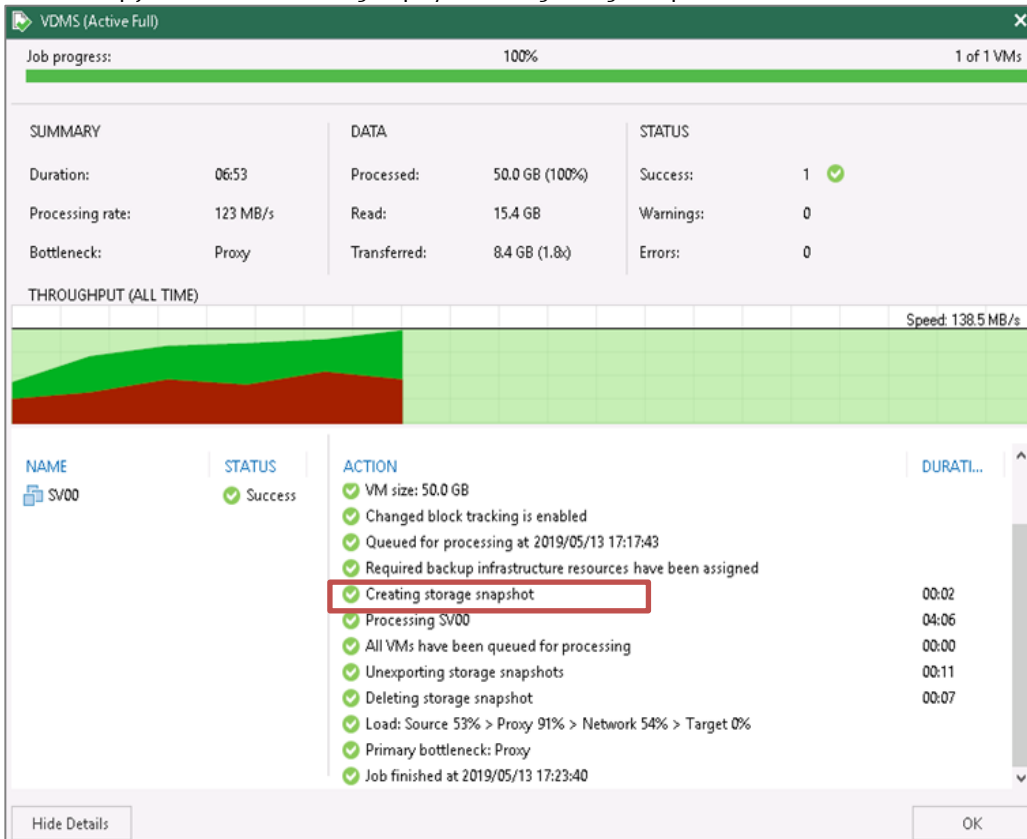 VDMS (Active Full)
Job progress: 100% 1 of 1 VMs
SUMMARY DATA STATUS
Duration: 06:53 Processed: 50.0 GB (100%) Success: 1
Processing rate: 123 MB/s Read: 15.4 GB Warnings: 0
Bottleneck: Proxy Transferred: 8.4 GB (1.8x) Errors: 0
THROUGHPUT (ALL TIME)
Speed: 138.5 MB/s
NAME STATUS ACTION DURATI...
SV00 Success VM size: 50.0 GB
Changed block tracking is enabled
Queued for processing at 2019/05/13 17:17:43
Required backup infrastructure resources have been assigned
Creating storage snapshot 00:02
Processing SV00 04:06
All VMs have been queued for processing 00:00
Unexporting storage snapshots 00:11
Deleting storage snapshot 00:07
Load: Source 53% > Proxy 91% > Network 54% > Target 0%
Primary bottleneck: Proxy
Job finished at 2019/05/13 17:23:40
Hide Details OK